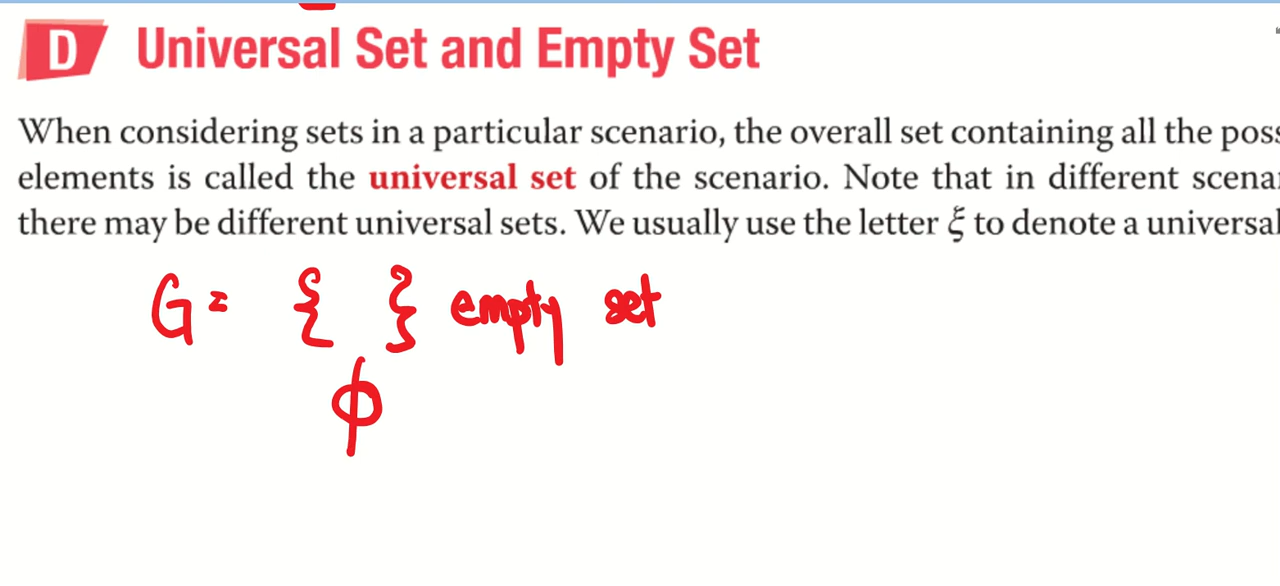 D Universal Set and Empty Set
When considering sets in a particular scenario, the overall set containing all the poss
elements is called the universal set of the scenario. Note that in different scena
there may be different universal sets. We usually use the letter ξ to denote a universal
G = { } empty set
ϕ